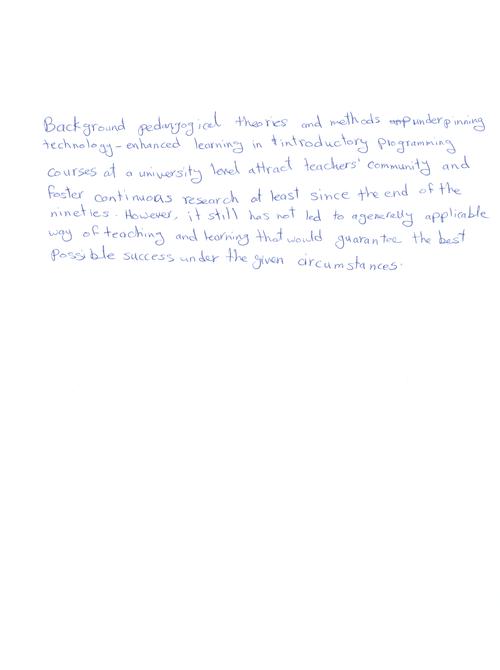 Background pedagogical theories and methods underpinning
technology-enhanced learning in introductory programming
courses at a university level attract teachers' community and
foster continuous research at least since the end of the
nineties. However, it still has not led to a generally applicable
way of teaching and learning that would guarantee the best
possible success under the given circumstances.